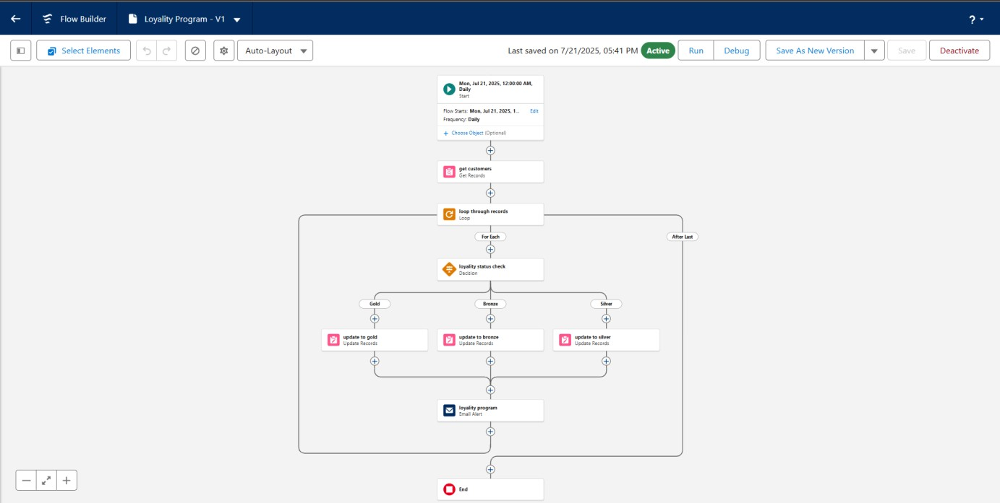 Flow Builder
Loyality Program - V1
?
Select Elements
Auto-Layout
Last saved on 7/21/2025, 05:41 PM
Active
Run
Debug
Save As New Version
Save
Deactivate
Mon, Jul 21, 2025, 12:00:00 AM,
Daily
Start
Flow Starts: Mon, Jul 21, 2025, 1...
Edit
Frequency: Daily
+ Choose Object (Optional)
get customers
Get Records
loop through records
Loop
For Each
After Last
loyality status check
Decision
Gold
Bronze
Silver
update to gold
Update Records
update to bronze
Update Records
update to silver
Update Records
loyality program
Email Alert
End